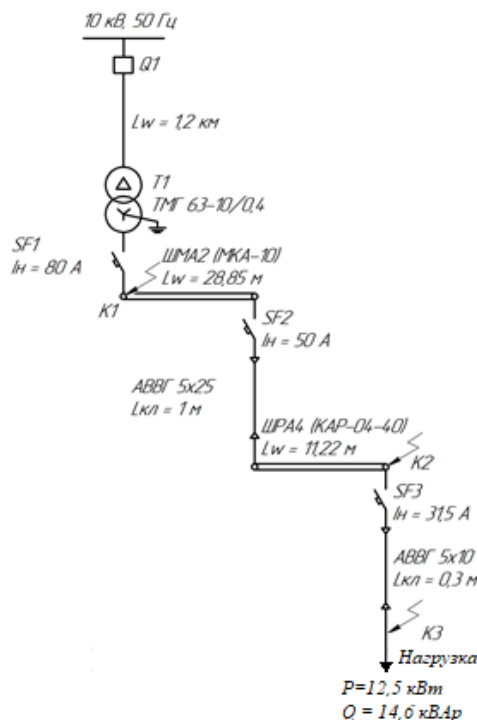 10 кВ, 50 Гц
Q1
Lw = 1,2 км
T1
ТМГ 63-10/0,4
SF1
Iн = 80 А
ШМА2 (МКА-10)
Lw = 28,85 м
K1
SF2
Iн = 50 А
АВВГ 5х25
Lкл = 1 м
ШРА4 (КАР-04-40)
Lw = 11,22 м
K2
SF3
Iн = 31,5 А
АВВГ 5х10
Lкл = 0,3 м
K3
Нагрузка
P=12,5 кВт
Q = 14,6 кВАр